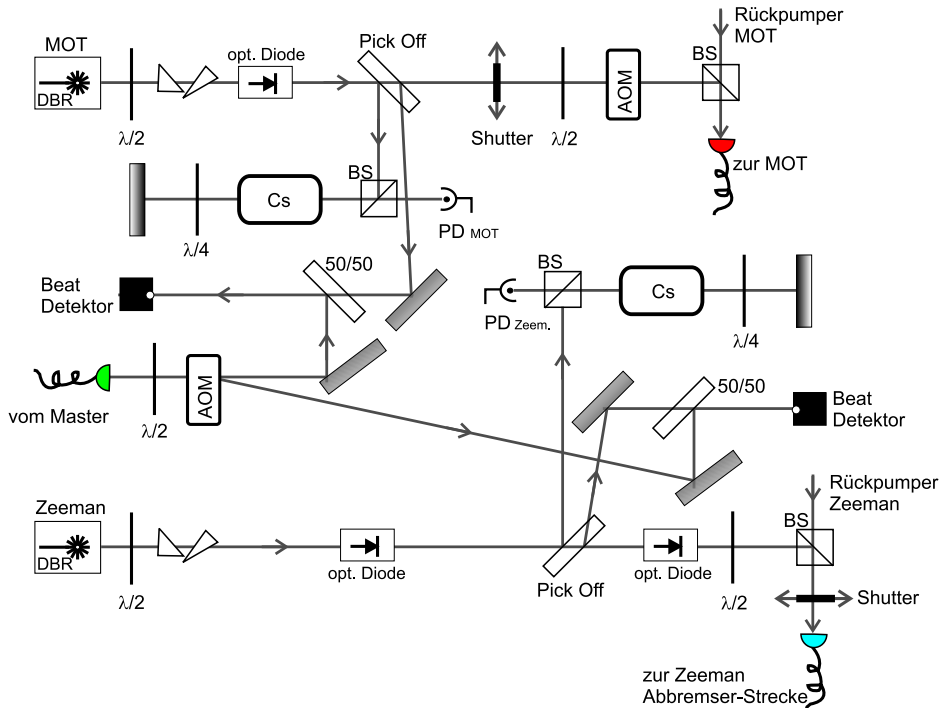 Rückpumper
MOT
MOT
Pick Off
opt. Diode
BS
DBR
AOM
λ/2
Shutter
λ/2
zur MOT
BS
Cs
λ/4
PD MOT
50/50
BS
Beat
Detektor
Cs
PD Zeem.
λ/4
AOM
50/50
vom Master
λ/2
Beat
Detektor
Rückpumper
Zeeman
Zeeman
BS
DBR
opt. Diode
opt. Diode
λ/2
Pick Off
λ/2
Shutter
zur Zeeman
Abbremser-Strecke